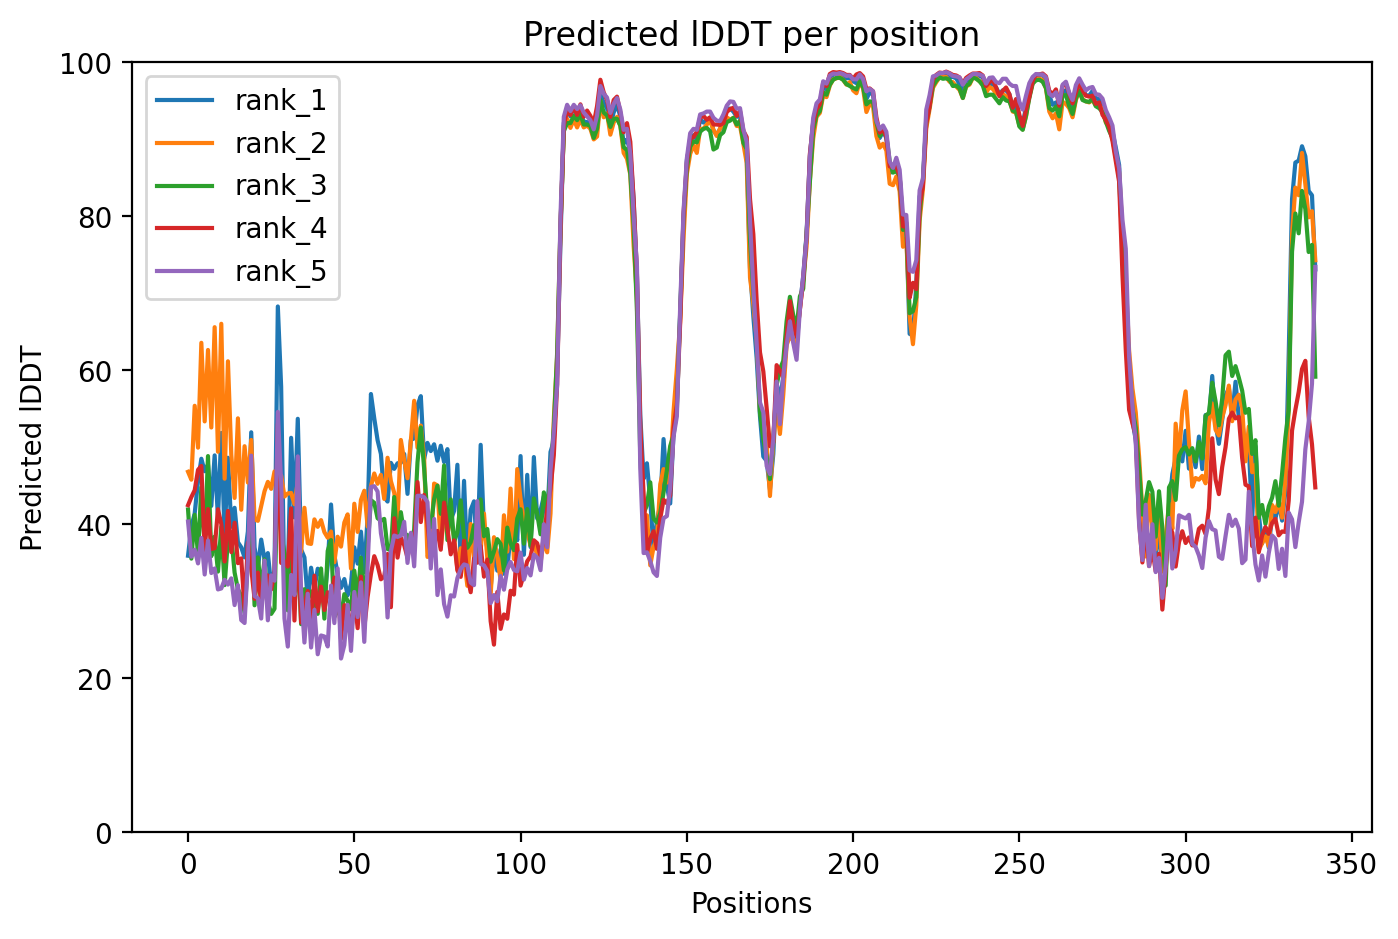 Predicted lDDT per position
100
80
60
40
20
0
Predicted lDDT
rank_1
rank_2
rank_3
rank_4
rank_5
0 50 100 150 200 250 300 350
Positions